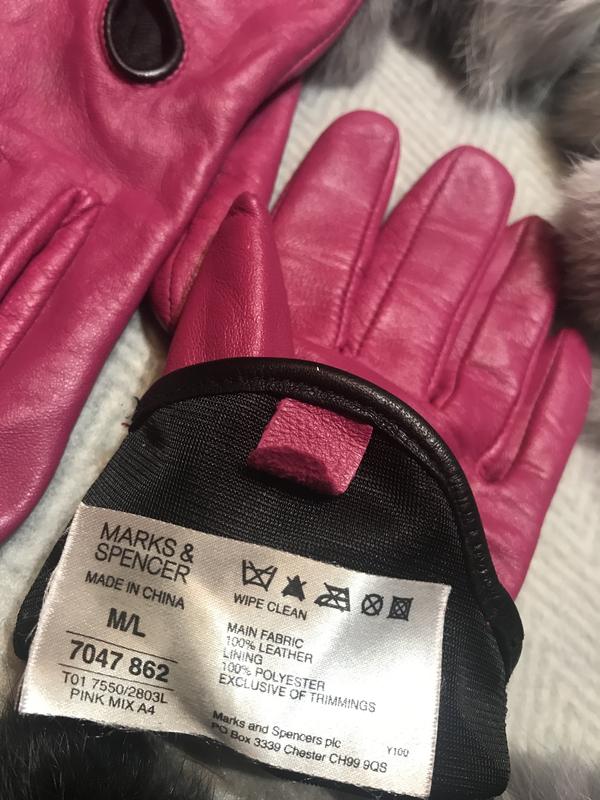 MARKS &
SPENCER
MADE IN CHINA
M/L
7047 862
T01 7550/2803L
PINK MIX A4
WIPE CLEAN
MAIN FABRIC
100% LEATHER
LINING
100% POLYESTER
EXCLUSIVE OF TRIMMINGS
Marks and Spencers plc
PO Box 3339 Chester CH99 9QS
Y100